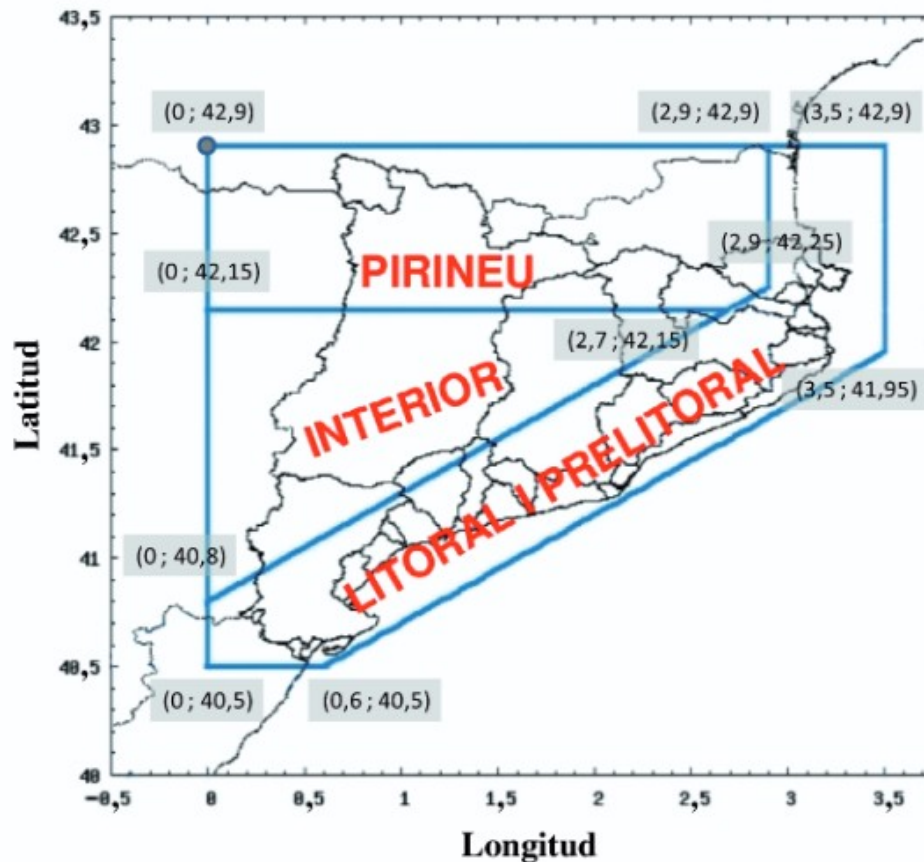 43,5
(0 ; 42,9)
(2,9 ; 42,9)
(3,5 ; 42,9)
43
42,5
(2,9 ; 42,25)
(0 ; 42,15)
PIRINEU
42
(2,7 ; 42,15)
INTERIOR
LITORAL I PRELITORAL
(3,5 ; 41,95)
Latitud
41,5
41
(0 ; 40,8)
40,5
(0 ; 40,5)
(0,6 ; 40,5)
40
-0,5
0
0,5
1
1,5
2
2,5
3
3,5
Longitud